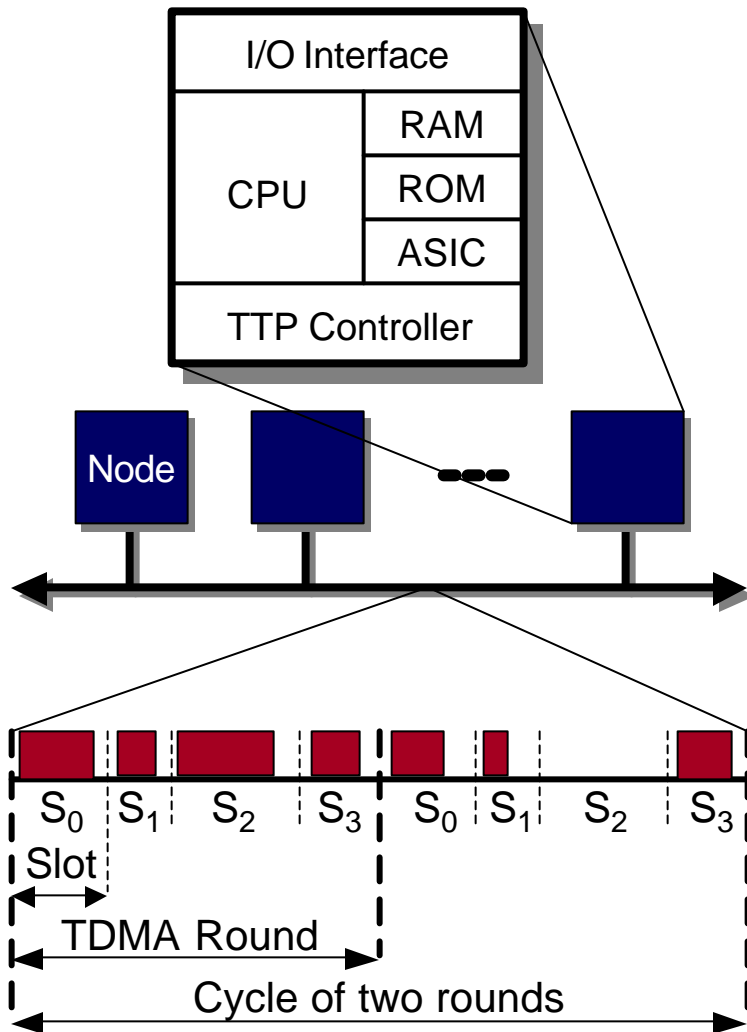 I/O Interface
CPU
RAM
ROM
ASIC
TTP Controller
Node
S0 S1 S2 S3 S0 S1 S2 S3
Slot
TDMA Round
Cycle of two rounds